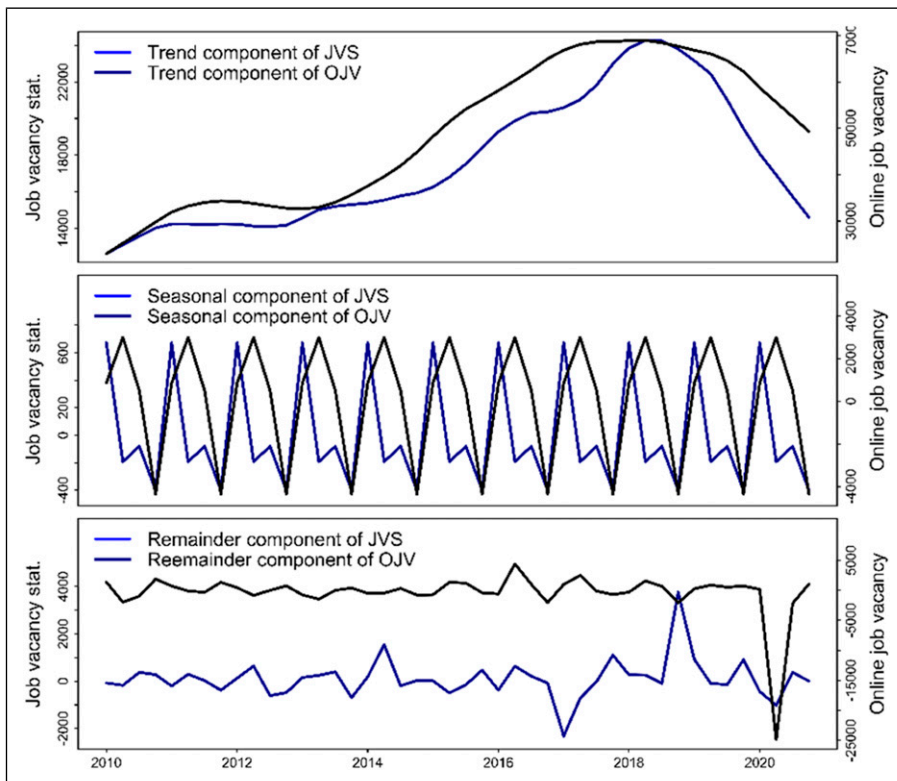 Trend component of JVS
Trend component of OJV
Job vacancy stat.
14000
18000
22000
Online job vacancy
30000
50000
Seasonal component of JVS
Seasonal component of OJV
Job vacancy stat.
-400
0
200
600
Online job vacancy
-4000
0
2000
4000
Remainder component of JVS
Reemainder component of OJV
Job vacancy stat.
-2000
0
2000
4000
Online job vacancy
-25000
-15000
-5000
5000
2010
2012
2014
2016
2018
2020